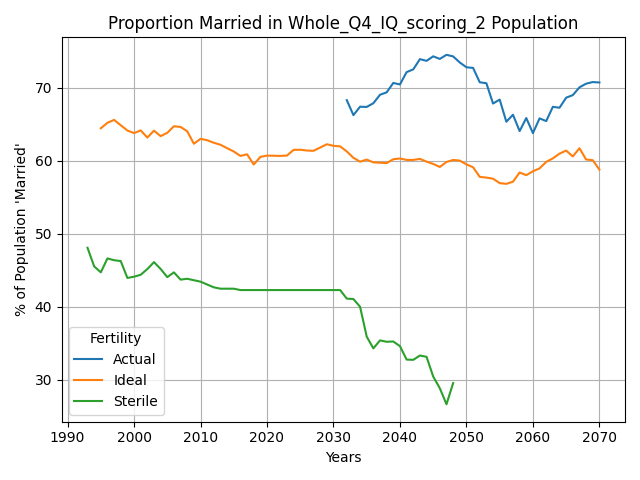 Proportion Married in Whole_Q4_IQ_scoring_2 Population
% of Population 'Married'
70
60
50
40
30
Fertility
Actual
Ideal
Sterile
1990 2000 2010 2020 2030 2040 2050 2060 2070
Years